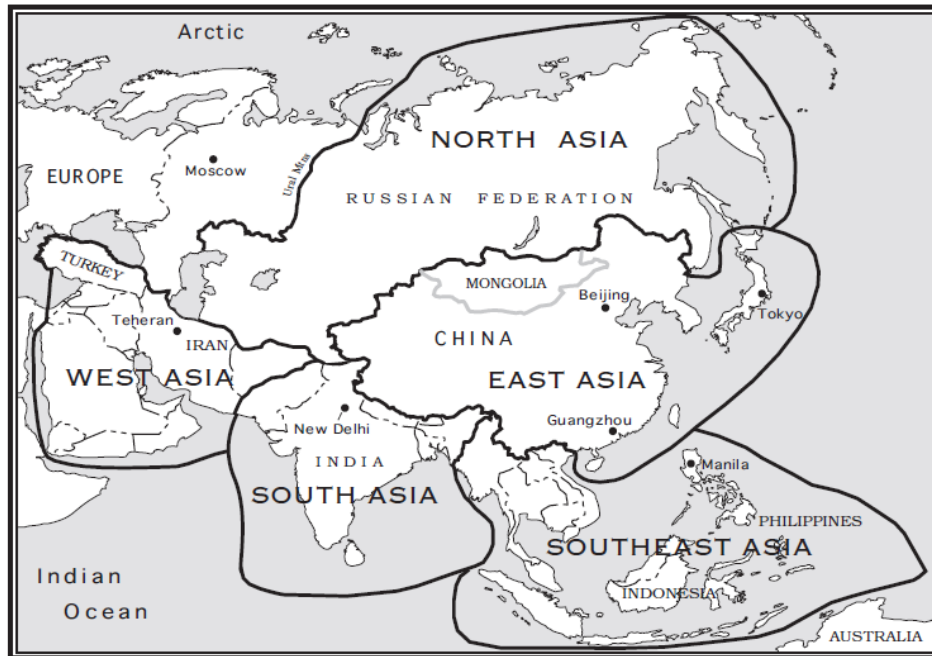 Arctic
NORTH ASIA
Moscow
Ural Mtns
EUROPE
RUSSIAN FEDERATION
TURKEY
MONGOLIA
Beijing
Teheran
Tokyo
IRAN
CHINA
WEST ASIA
EAST ASIA
New Delhi
Guangzhou
INDIA
Manila
SOUTH ASIA
PHILIPPINES
SOUTHEAST ASIA
Indian
Ocean
INDONESIA
AUSTRALIA